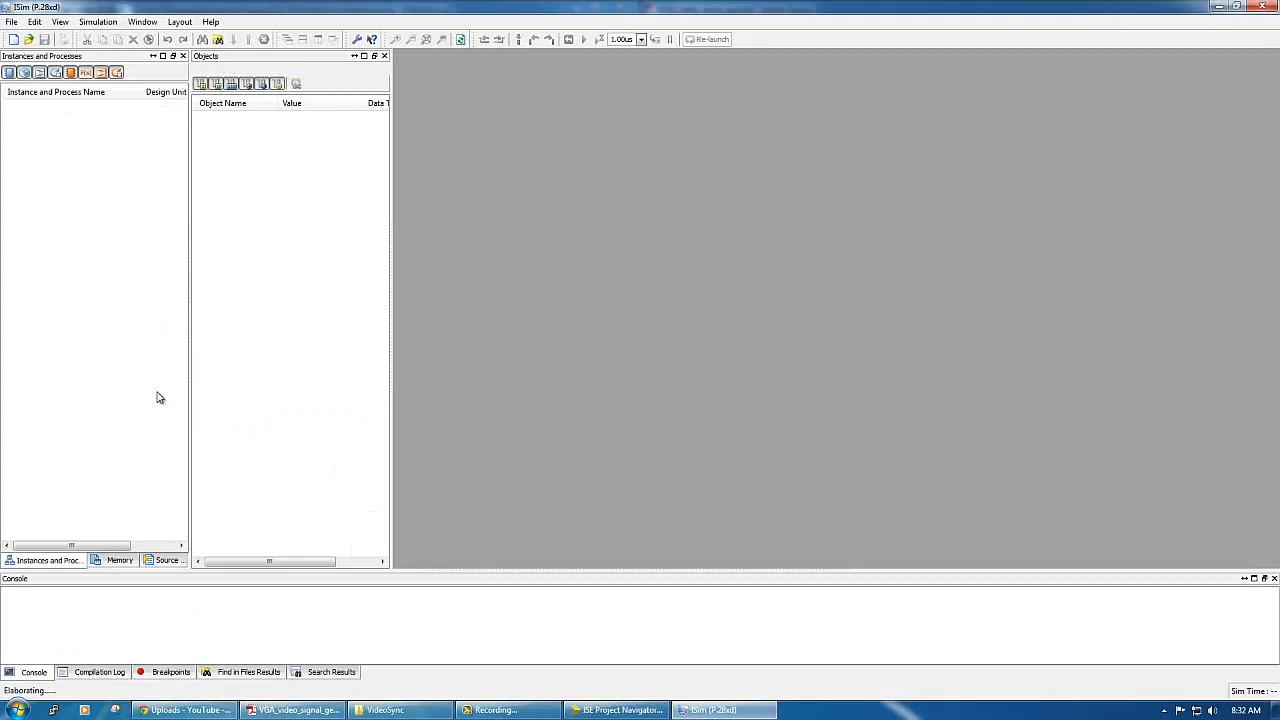 ISim (P.28xd)
File Edit View Simulation Window Layout Help
1.00us Re-launch
Instances and Processes
Objects
Instance and Process Name Design Unit
Object Name Value Data T
Instances and Proc... Memory Source ...
Console
Console Compilation Log Breakpoints Find in Files Results Search Results
Elaborating......
Sim Time: --
Uploads - YouTube -... VGA_video_signal_ge... VideoSync Recording... ISE Project Navigator... ISim (P.28xd) 8:32 AM